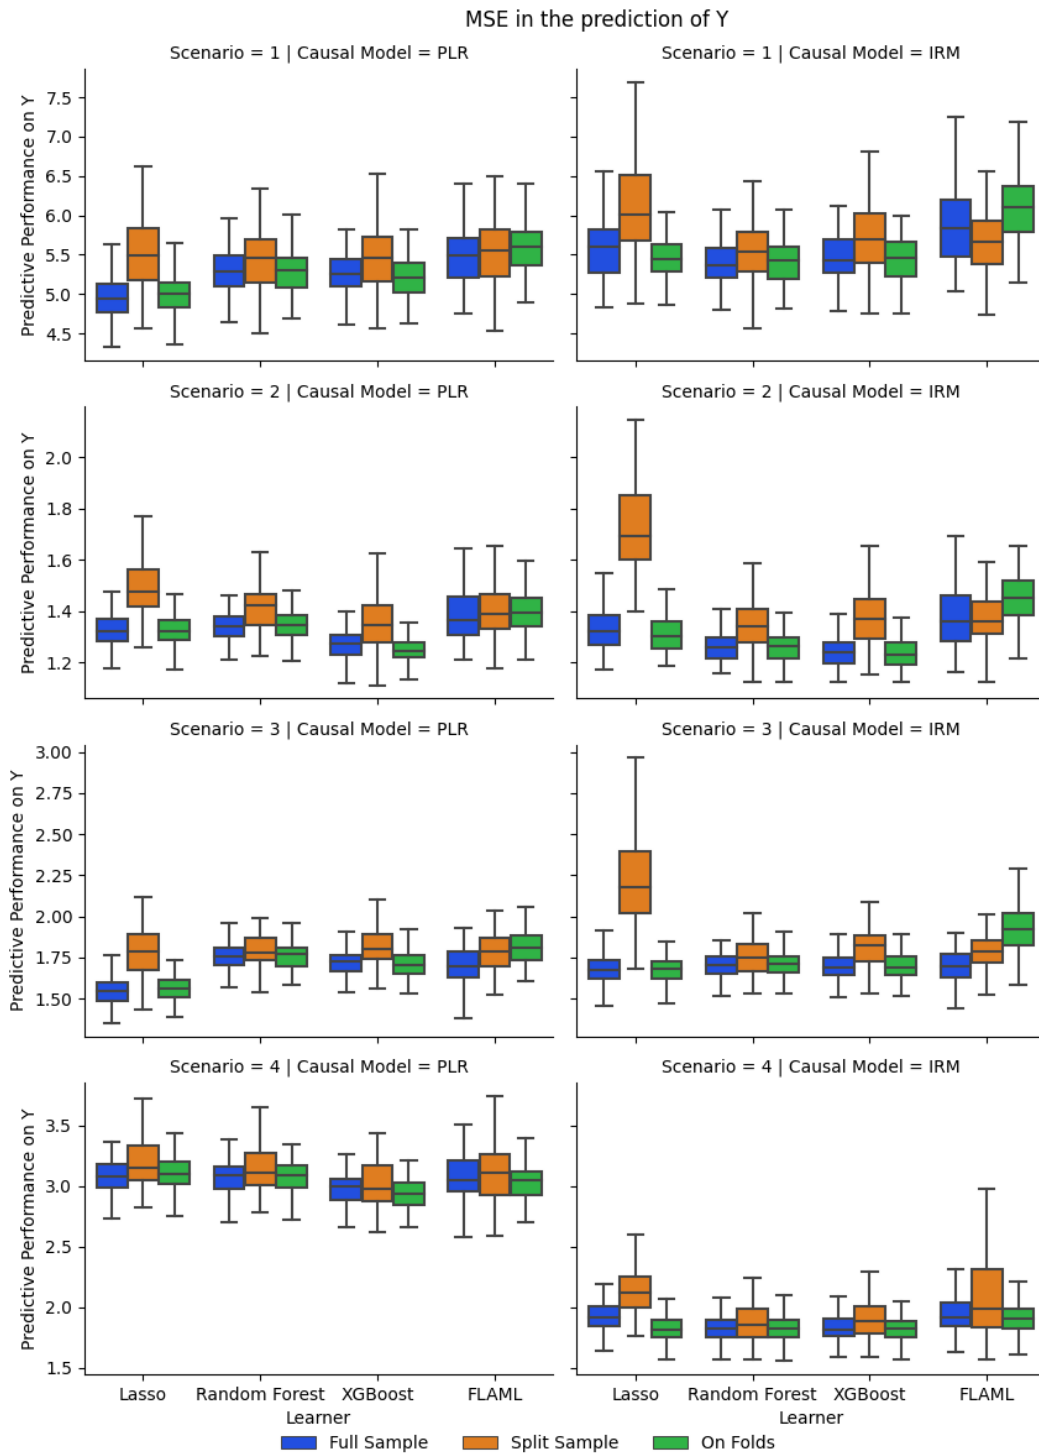 MSE in the prediction of Y
Scenario = 1 | Causal Model = PLR
Scenario = 1 | Causal Model = IRM
Predictive Performance on Y
7.5
7.0
6.5
6.0
5.5
5.0
4.5
Scenario = 2 | Causal Model = PLR
Scenario = 2 | Causal Model = IRM
Predictive Performance on Y
2.0
1.8
1.6
1.4
1.2
Scenario = 3 | Causal Model = PLR
Scenario = 3 | Causal Model = IRM
Predictive Performance on Y
3.00
2.75
2.50
2.25
2.00
1.75
1.50
Scenario = 4 | Causal Model = PLR
Scenario = 4 | Causal Model = IRM
Predictive Performance on Y
3.5
3.0
2.5
2.0
1.5
Lasso Random Forest XGBoost FLAML
Learner
Lasso Random Forest XGBoost FLAML
Learner
Full Sample Split Sample On Folds